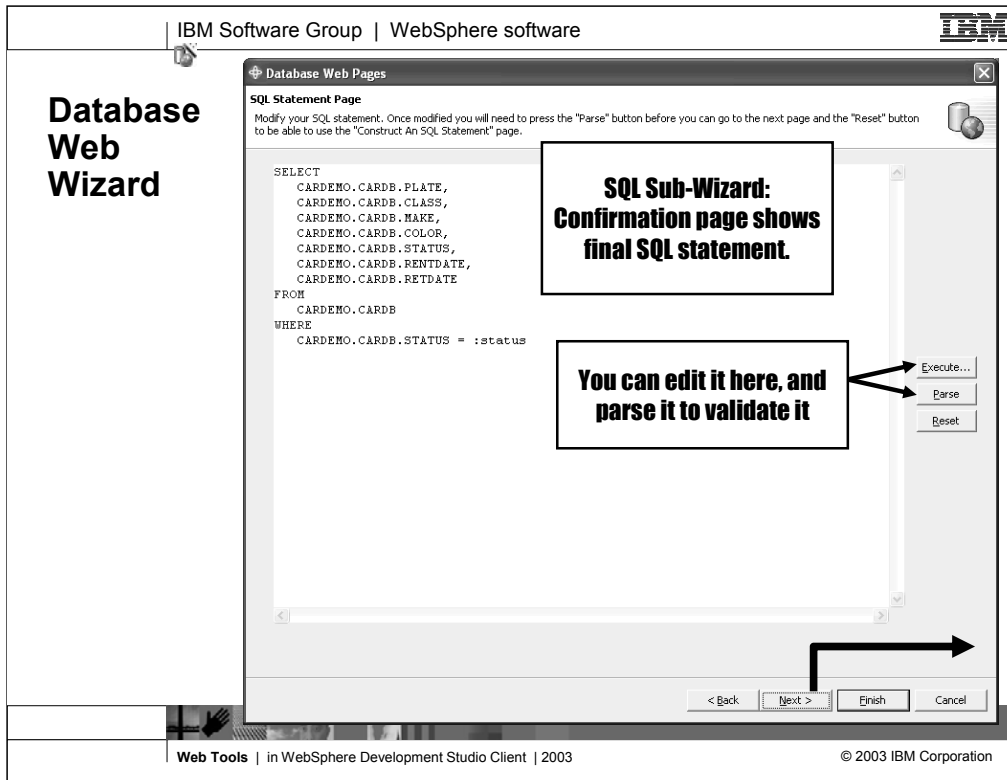 IBM Software Group | WebSphere software
IBM
Database
Web
Wizard
Database Web Pages
SQL Statement Page
Modify your SQL statement. Once modified you will need to press the "Parse" button before you can go to the next page and the "Reset" button
to be able to use the "Construct An SQL Statement" page.
SELECT
CARDEMO.CARDB.PLATE,
CARDEMO.CARDB.CLASS,
CARDEMO.CARDB.MAKE,
CARDEMO.CARDB.COLOR,
CARDEMO.CARDB.STATUS,
CARDEMO.CARDB.RENTDATE,
CARDEMO.CARDB.RETDATE
FROM
CARDEMO.CARDB
WHERE
CARDEMO.CARDB.STATUS = :status
SQL Sub-Wizard:
Confirmation page shows
final SQL statement.
You can edit it here, and
parse it to validate it
Execute...
Parse
Reset
< Back
Next >
Finish
Cancel
Web Tools | in WebSphere Development Studio Client | 2003
© 2003 IBM Corporation